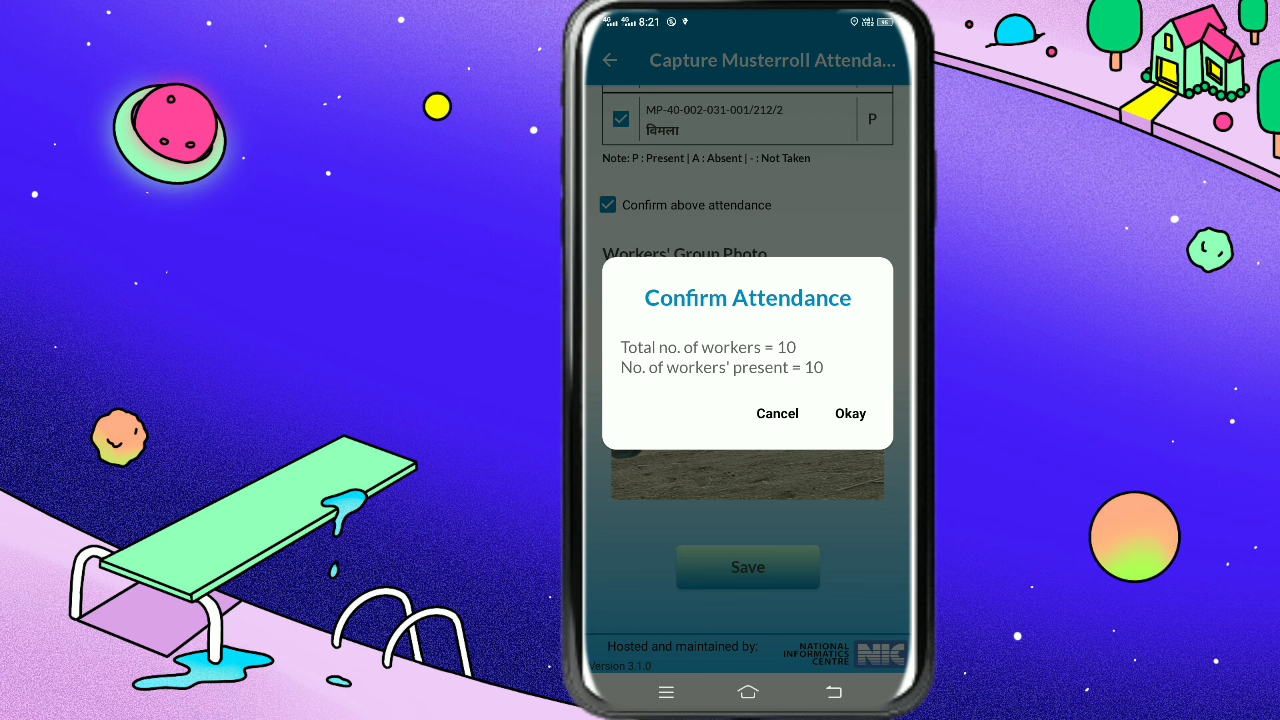 4G 4G 8:21
Capture Musterroll Attenda...
MP-40-002-031-001/212/2
विमला
P
Note: P : Present | A : Absent | - : Not Taken
Confirm above attendance
Workers' Group Photo
Confirm Attendance
Total no. of workers = 10
No. of workers' present = 10
Cancel Okay
Save
Hosted and maintained by:
NATIONAL
INFORMATICS
CENTRE
NIC
Version 3.1.0